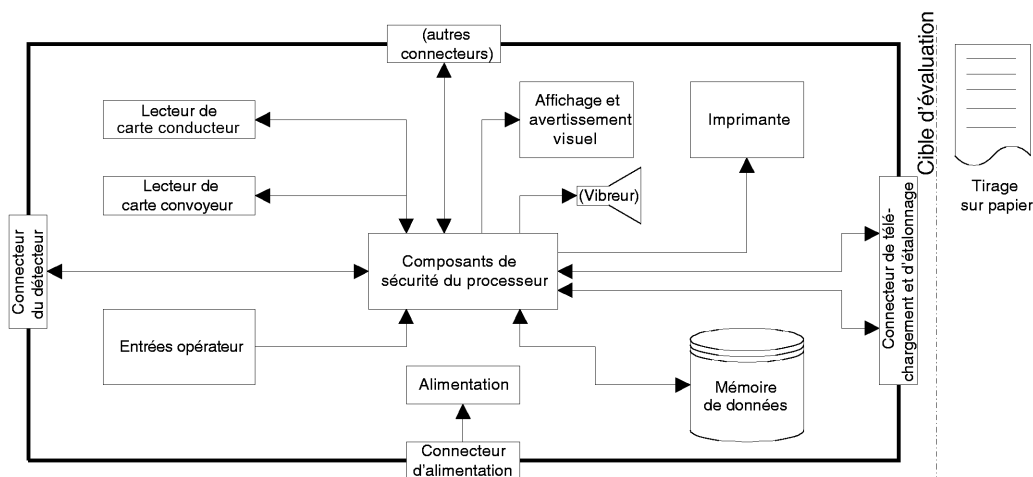 (autres
connecteurs)
Lecteur de
carte conducteur
Affichage et
avertissement
visuel
Imprimante
Cible d'évaluation
Lecteur de
carte convoyeur
(Vibreur)
Tirage
sur papier
Connecteur
du détecteur
Composants de
sécurité du processeur
Connecteur de télé-
chargement et d'étalonnage
Entrées opérateur
Alimentation
Mémoire
de données
Connecteur
d'alimentation